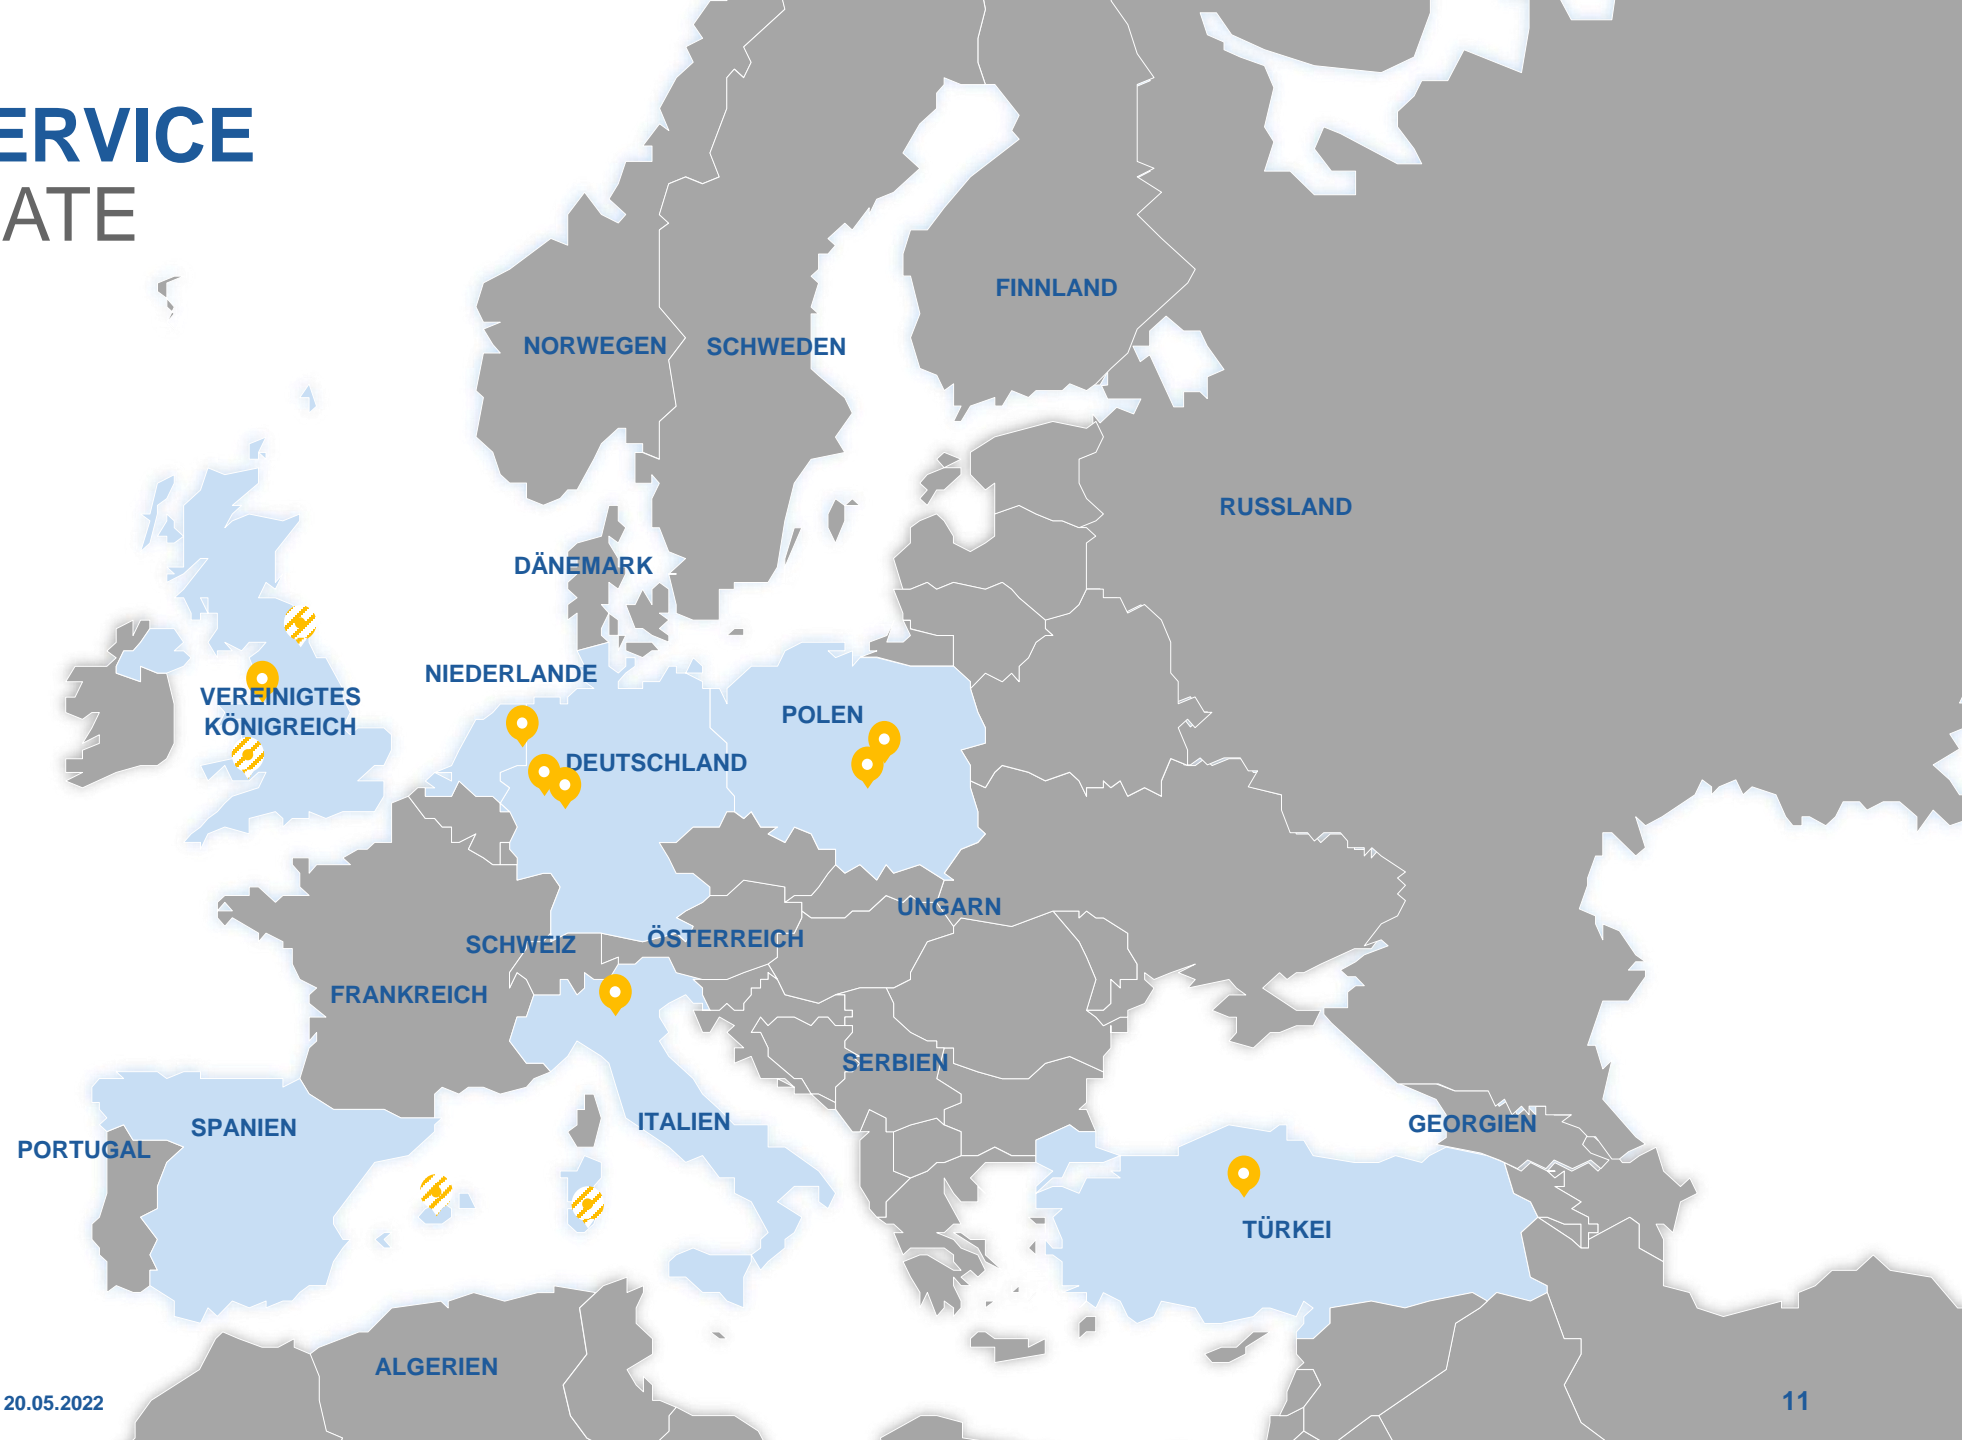 ERVICE
ATE
FINNLAND
NORWEGEN
SCHWEDEN
RUSSLAND
DÄNEMARK
NIEDERLANDE
VEREINIGTES
KÖNIGREICH
POLEN
DEUTSCHLAND
UNGARN
SCHWEIZ
ÖSTERREICH
FRANKREICH
SERBIEN
SPANIEN
ITALIEN
GEORGIEN
PORTUGAL
TÜRKEI
ALGERIEN
20.05.2022
11